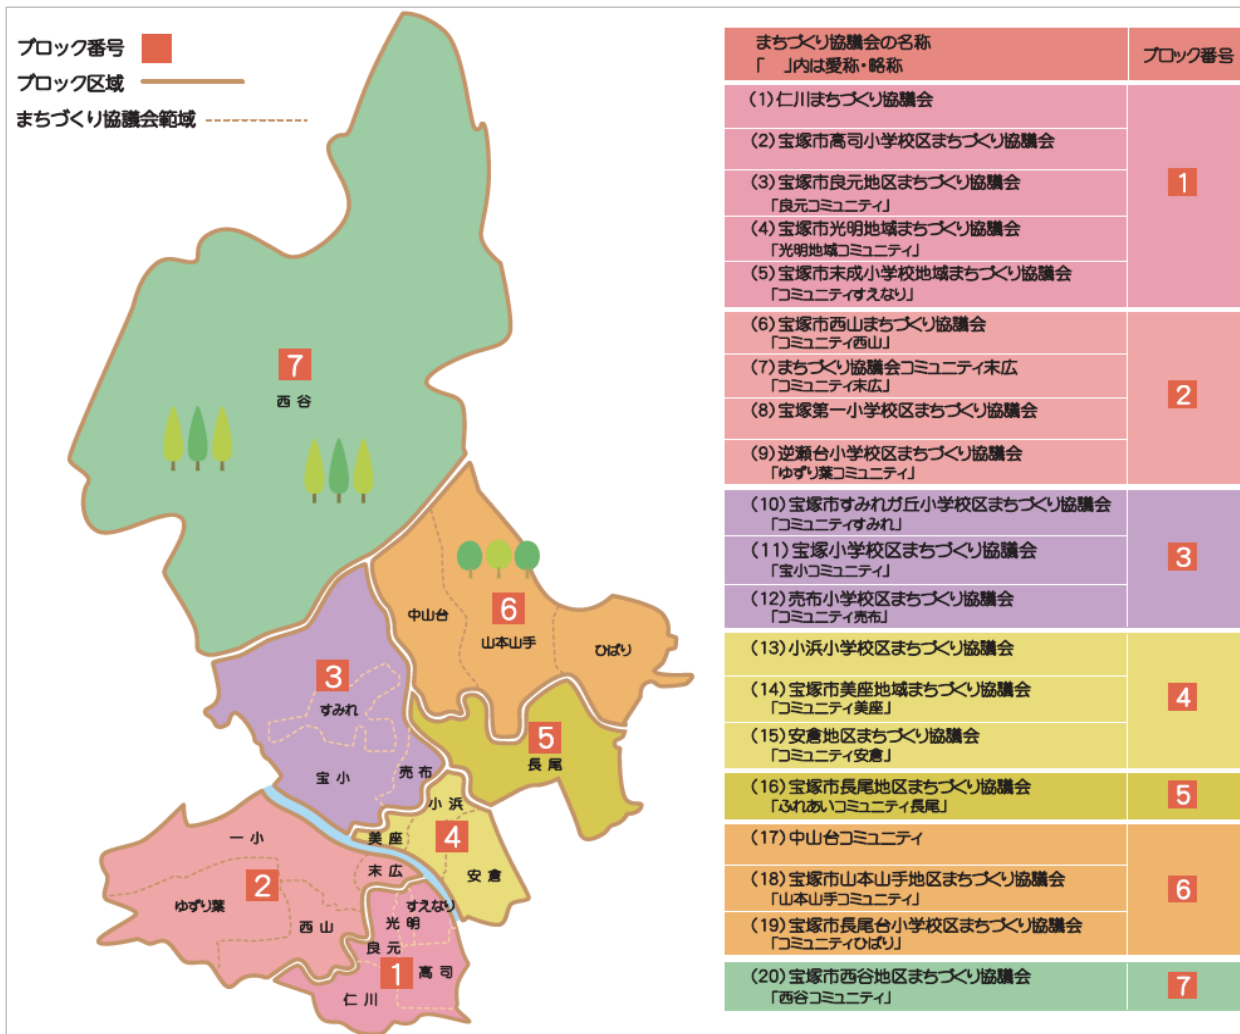 ブロック番号
ブロック区域
まちづくり協議会範域
7
西谷
中山台
6
山本山手
ひばり
3
すみれ
宝小
売布
5
長尾
小浜
美座
4
安倉
一小
末広
2
ゆずり葉
西山
すえなり
光明
良元
1
高司
仁川
まちづくり協議会の名称
「　」内は愛称・略称
ブロック番号
(1)仁川まちづくり協議会
(2)宝塚市高司小学校区まちづくり協議会
(3)宝塚市良元地区まちづくり協議会
「良元コミュニティ」
(4)宝塚市光明地域まちづくり協議会
「光明地域コミュニティ」
(5)宝塚市末成小学校地域まちづくり協議会
「コミュニティすえなり」
1
(6)宝塚市西山まちづくり協議会
「コミュニティ西山」
(7)まちづくり協議会コミュニティ末広
「コミュニティ末広」
(8)宝塚第一小学校区まちづくり協議会
(9)逆瀬台小学校区まちづくり協議会
「ゆずり葉コミュニティ」
2
(10)宝塚市すみれガ丘小学校区まちづくり協議会
「コミュニティすみれ」
(11)宝塚小学校区まちづくり協議会
「宝小コミュニティ」
(12)売布小学校区まちづくり協議会
「コミュニティ売布」
3
(13)小浜小学校区まちづくり協議会
(14)宝塚市美座地域まちづくり協議会
「コミュニティ美座」
(15)安倉地区まちづくり協議会
「コミュニティ安倉」
4
(16)宝塚市長尾地区まちづくり協議会
「ふれあいコミュニティ長尾」
5
(17)中山台コミュニティ
(18)宝塚市山本山手地区まちづくり協議会
「山本山手コミュニティ」
(19)宝塚市長尾台小学校区まちづくり協議会
「コミュニティひばり」
6
(20)宝塚市西谷地区まちづくり協議会
「西谷コミュニティ」
7